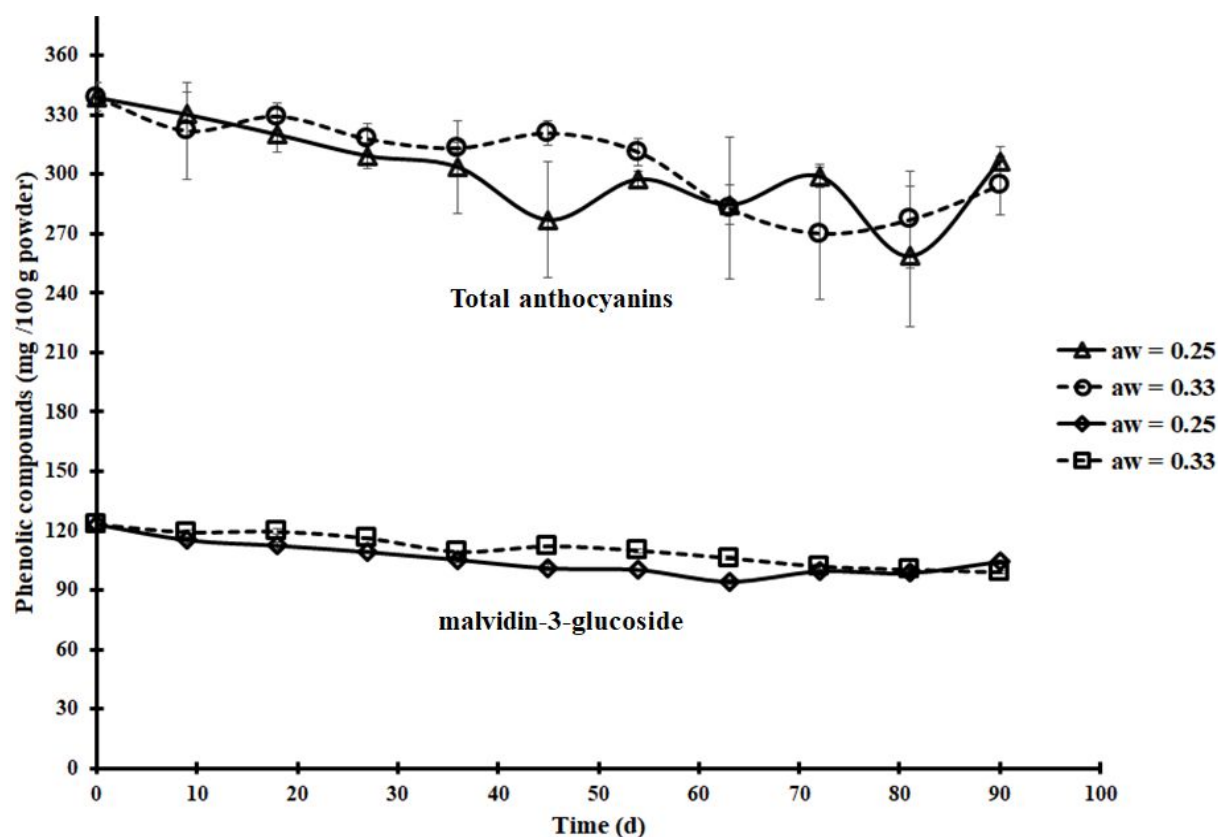 Phenolic compounds (mg /100 g powder)
360
330
300
270
240
210
180
150
120
90
60
30
0
Total anthocyanins
malvidin-3-glucoside
aw = 0.25
aw = 0.33
aw = 0.25
aw = 0.33
0 10 20 30 40 50 60 70 80 90 100
Time (d)